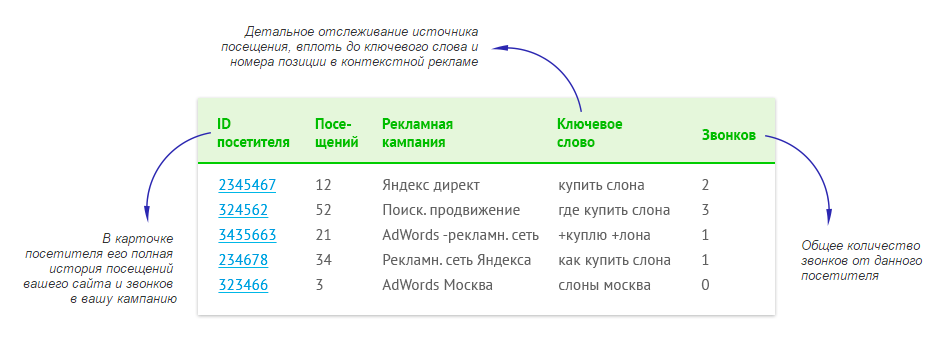 Детальное отслеживание источника
посещения, вплоть до ключевого слова и
номера позиции в контекстной рекламе
ID посетителя
Посе-
щений
Рекламная
кампания
Ключевое
слово
Звонков
2345467 12 Яндекс директ купить слона 2
324562 52 Поиск. продвижение где купить слона 3
3435663 21 AdWords -рекламн. сеть +куплю +лона 1
234678 34 Рекламн. сеть Яндекса как купить слона 1
323466 3 AdWords Москва слоны москва 0
В карточке
посетителя его полная
история посещений
вашего сайта и звонков
в вашу кампанию
Общее количество
звонков от данного
посетителя